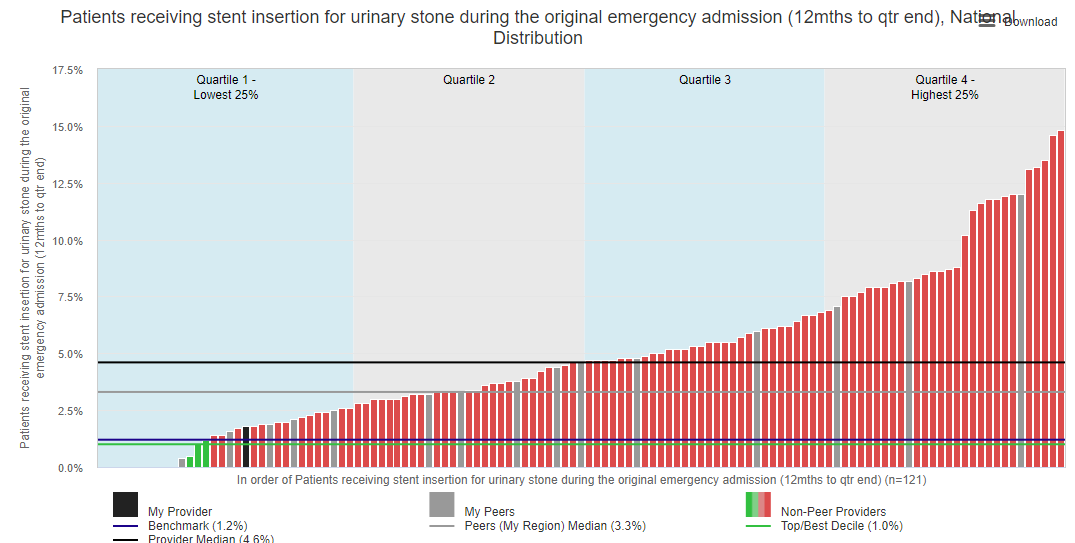 Patients receiving stent insertion for urinary stone during the original emergency admission (12mths to qtr end), National
Distribution
Download
Patients receiving stent insertion for urinary stone during the original
emergency admission (12mths to qtr end)
17.5%
15.0%
12.5%
10.0%
7.5%
5.0%
2.5%
0.0%
Quartile 1 -
Lowest 25%
Quartile 2
Quartile 3
Quartile 4 -
Highest 25%
In order of Patients receiving stent insertion for urinary stone during the original emergency admission (12mths to qtr end) (n=121)
My Provider
My Peers
Non-Peer Providers
Benchmark (1.2%)
Peers (My Region) Median (3.3%)
Top/Best Decile (1.0%)
Provider Median (4.6%)